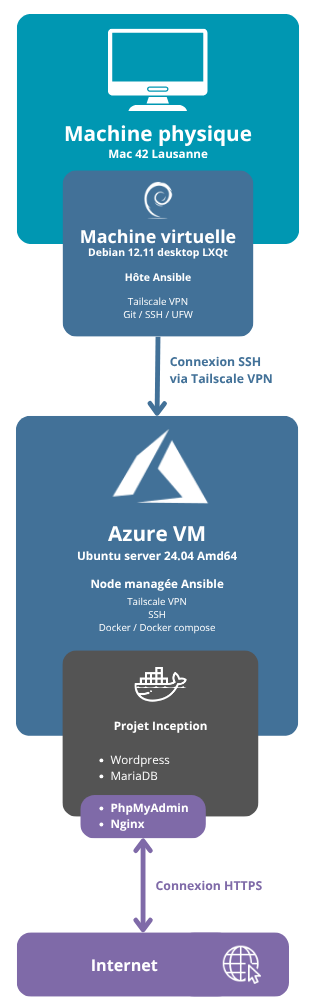 Machine physique
Mac 42 Lausanne
Machine virtuelle
Debian 12.11 desktop LXQt
Hôte Ansible
Tailscale VPN
Git / SSH / UFW
Connexion SSH
via Tailscale VPN
Azure VM
Ubuntu server 24.04 Amd64
Node managée Ansible
Tailscale VPN
SSH
Docker / Docker compose
Projet Inception
• Wordpress
• MariaDB
• PhpMyAdmin
• Nginx
Connexion HTTPS
Internet